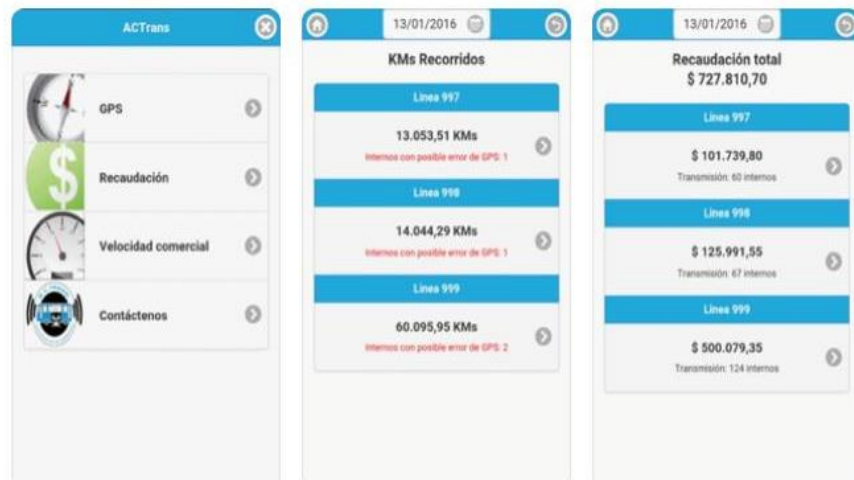 ACTrans
GPS
Recaudación
Velocidad comercial
Contáctenos
13/01/2016
KMs Recorridos
Linea 997
13.053,51 KMs
Internos con posible error de GPS: 1
Linea 998
14.044,29 KMs
Internos con posible error de GPS: 1
Linea 999
60.095,95 KMs
Internos con posible error de GPS: 2
13/01/2016
Recaudación total
$ 727.810,70
Linea 997
$ 101.739,80
Transmisión: 60 internos
Linea 998
$ 125.991,55
Transmisión: 67 internos
Linea 999
$ 500.079,35
Transmisión: 124 internos